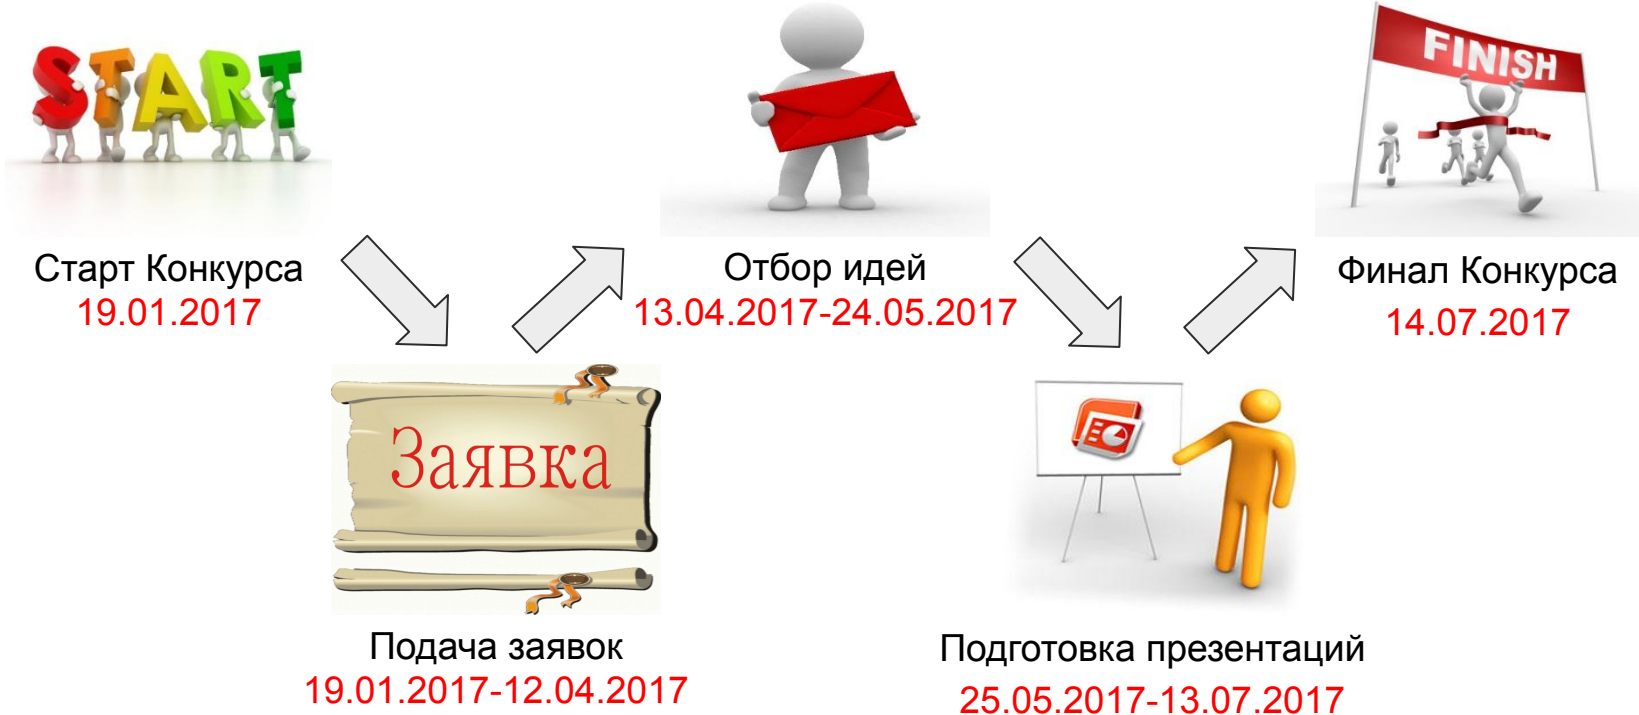 START
Старт Конкурса
19.01.2017
Заявка
Подача заявок
19.01.2017-12.04.2017
Отбор идей
13.04.2017-24.05.2017
Подготовка презентаций
25.05.2017-13.07.2017
FINISH
Финал Конкурса
14.07.2017